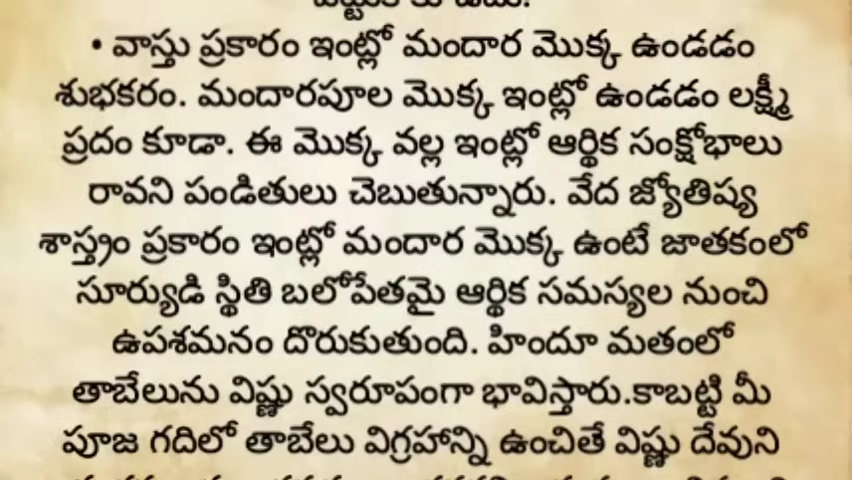 • వాస్తు ప్రకారం ఇంట్లో మందార మొక్క ఉండడం
శుభకరం. మందారపూల మొక్క ఇంట్లో ఉండడం లక్ష్మీ
ప్రదం కూడా. ఈ మొక్క వల్ల ఇంట్లో ఆర్థిక సంక్షోభాలు
రావని పండితులు చెబుతున్నారు. వేద జ్యోతిష్య
శాస్త్రం ప్రకారం ఇంట్లో మందార మొక్క ఉంటే జాతకంలో
సూర్యుడి స్థితి బలోపేతమై ఆర్థిక సమస్యల నుంచి
ఉపశమనం దొరుకుతుంది. హిందూ మతంలో
తాబేలును విష్ణు స్వరూపంగా భావిస్తారు.కాబట్టి మీ
పూజ గదిలో తాబేలు విగ్రహాన్ని ఉంచితే విష్ణు దేవుని